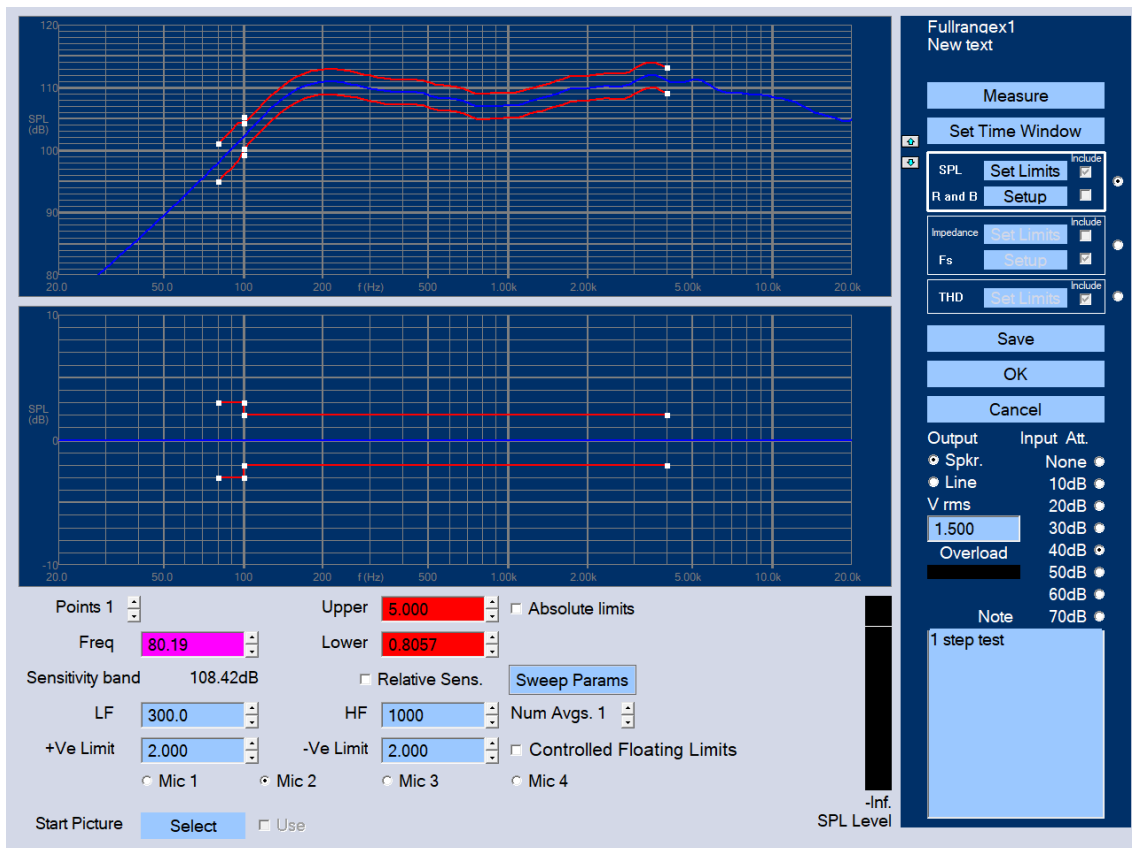 Fullrangex1
New text
120
110
SPL
(dB)
100
90
80
20.0 50.0 100 200 f (Hz) 500 1.00k 2.00k 5.00k 10.0k 20.0k
10
SPL
(dB)
0
-10
20.0 50.0 100 200 f (Hz) 500 1.00k 2.00k 5.00k 10.0k 20.0k
Measure
Set Time Window
Include
SPL Set Limits
R and B Setup
Include
Impedance Set Limits
Fs Setup
Include
THD Set Limits
Save
OK
Cancel
Output Input Att.
Spkr. None
Line 10dB
V rms 20dB
1.500 30dB
Overload 40dB
50dB
60dB
Note 70dB
1 step test
Points 1 Upper 5.000 Absolute limits
Freq 80.19 Lower 0.8057
Sensitivity band 108.42dB Relative Sens. Sweep Params
LF 300.0 HF 1000 Num Avgs. 1
+Ve Limit 2.000 -Ve Limit 2.000 Controlled Floating Limits
Mic 1 Mic 2 Mic 3 Mic 4
-Inf.
SPL Level
Start Picture Select Use